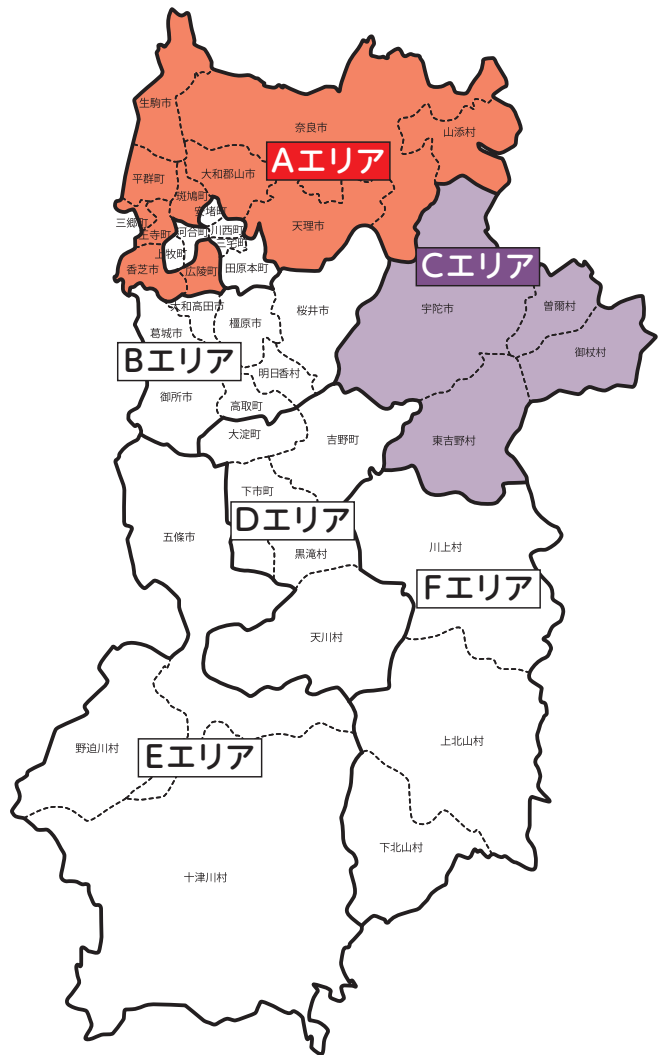 生駒市
奈良市
山添村
Aエリア
平群町
大和郡山市
斑鳩町
安堵町
三郷町
王寺町
河合町
川西町
三宅町
天理市
上牧町
香芝市
広陵町
田原本町
Cエリア
大和高田市
橿原市
桜井市
宇陀市
曽爾村
葛城市
御杖村
Bエリア
明日香村
御所市
高取町
大淀町
吉野町
東吉野村
下市町
Dエリア
五條市
黒滝村
川上村
Fエリア
天川村
野迫川村
Eエリア
上北山村
下北山村
十津川村